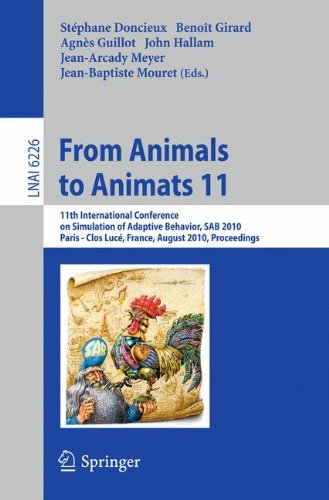 Stéphane Doncieux Benoît Girard
Agnès Guillot John Hallam
Jean-Arcady Meyer
Jean-Baptiste Mouret (Eds.)
LNAI 6226
From Animals
to Animats 11
11th International Conference
on Simulation of Adaptive Behavior, SAB 2010
Paris - Clos Lucé, France, August 2010, Proceedings
SAB
Springer